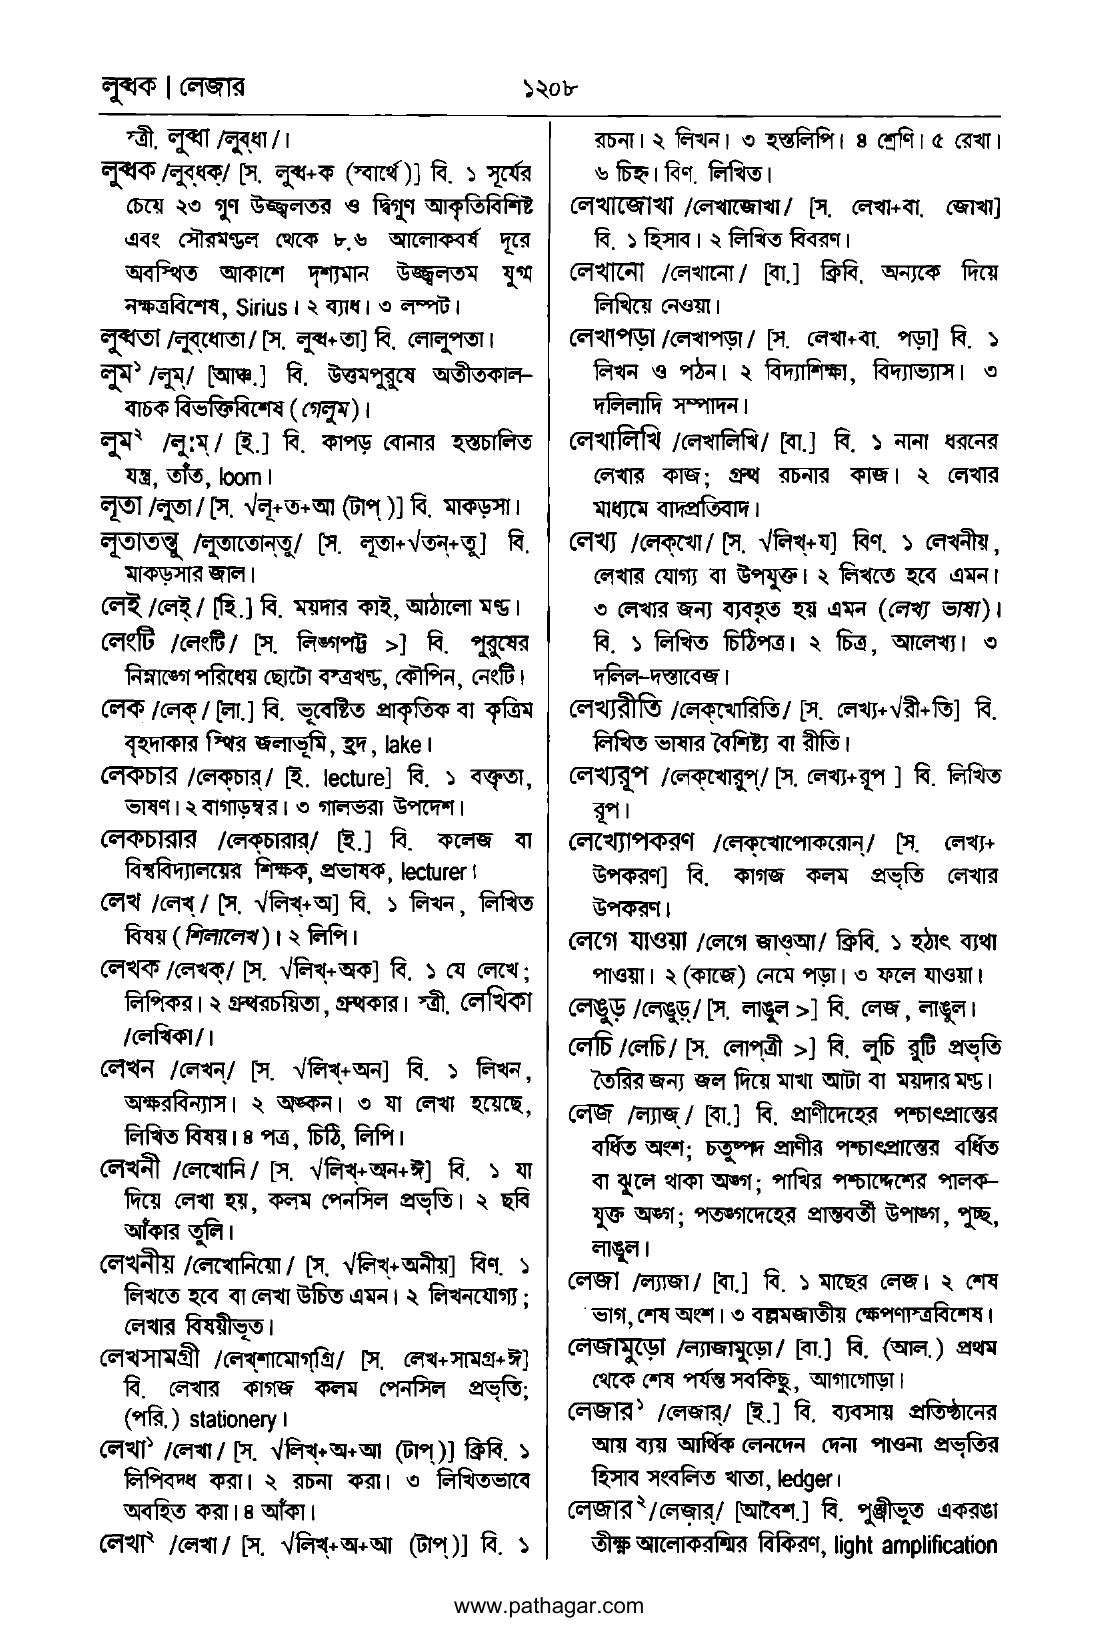 লুব্ধক | লেজার
১২০৮
স্ত্রী. লুব্ধা /লুব্‌ধা/।
লুব্ধক /লুব্‌ধক্‌/ [স. লুব্ধ+ক (স্বার্থে)] বি. ১ সূর্যের
চেয়ে ২৩ গুণ উজ্জ্বলতর ও দ্বিগুণ আকৃতিবিশিষ্ট
এবং সৌরমণ্ডল থেকে ৮.৬ আলোকবর্ষ দূরে
অবস্থিত আকাশে দৃশ্যমান উজ্জ্বলতম যুগ্ম
নক্ষত্রবিশেষ, Sirius। ২ ব্যাধ। ৩ লম্পট।
লুব্ধতা /লুব্‌ধোতা/ [স. লুব্ধ+তা] বি. লোলুপতা।
লুম১ /লুম্‌/ [আঞ্চ.] বি. উত্তমপুরুষে অতীতকাল–
বাচক বিভক্তিবিশেষ (গেলুম)।
লুম২ /লু:ম্‌/ [ই.] বি. কাপড় বোনার হস্তচালিত
যন্ত্র, তাঁত, loom।
লূতা /লুতা/ [স. √লূ+ত+আ (টাপ্‌)] বি. মাকড়সা।
লূতাতন্তু /লুতাতোন্‌তু/ [স. লূতা+√তন্‌+তু] বি.
মাকড়সার জাল।
লেই /লেই্‌/ [হি.] বি. ময়দার কাই, আঠালো মণ্ড।
লেংটি /লেংটি/ [স. লিঙ্গপট্ট >] বি. পুরুষের
নিম্নাঙ্গে পরিধেয় ছোটো বস্ত্রখণ্ড, কৌপিন, নেংটি।
লেক /লেক্‌/ [লা.] বি. ভূবেষ্টিত প্রাকৃতিক বা কৃত্রিম
বৃহদাকার স্থির জলাভূমি, হ্রদ, lake।
লেকচার /লেক্‌চার্‌/ [ই. lecture] বি. ১ বক্তৃতা,
ভাষণ। ২ বাগাড়ম্বর। ৩ গালভরা উপদেশ।
লেকচারার /লেক্‌চারার্‌/ [ই.] বি. কলেজ বা
বিশ্ববিদ্যালয়ের শিক্ষক, প্রভাষক, lecturer।
লেখ /লেখ্‌/ [স. √লিখ্‌+অ] বি. ১ লিখন, লিখিত
বিষয় (শিলালেখ)। ২ লিপি।
লেখক /লেখক্‌/ [স. √লিখ্‌+অক] বি. ১ যে লেখে;
লিপিকর। ২ গ্রন্থরচয়িতা, গ্রন্থকার। স্ত্রী. লেখিকা
/লেখিকা/।
লেখন /লেখন্‌/ [স. √লিখ্‌+অন] বি. ১ লিখন,
অক্ষরবিন্যাস। ২ অঙ্কন। ৩ যা লেখা হয়েছে,
লিখিত বিষয়। ৪ পত্র, চিঠি, লিপি।
লেখনী /লেখোনি/ [স. √লিখ্‌+অন+ঈ] বি. ১ যা
দিয়ে লেখা হয়, কলম পেনসিল প্রভৃতি। ২ ছবি
আঁকার তুলি।
লেখনীয় /লেখোনিয়ো/ [স. √লিখ্‌+অনীয়] বিণ. ১
লিখতে হবে বা লেখা উচিত এমন। ২ লিখনযোগ্য;
লেখার বিষয়ীভূত।
লেখসামগ্রী /লেখ্‌শামোগ্‌গ্রি/ [স. লেখ+সামগ্র+ঈ]
বি. লেখার কাগজ কলম পেনসিল প্রভৃতি;
(পরি.) stationery।
লেখা১ /লেখা/ [স. √লিখ্‌+অ+আ (টাপ্‌)] ক্রিবি. ১
লিপিবদ্ধ করা। ২ রচনা করা। ৩ লিখিতভাবে
অবহিত করা। ৪ আঁকা।
লেখা২ /লেখা/ [স. √লিখ্‌+অ+আ (টাপ্‌)] বি. ১
রচনা। ২ লিখন। ৩ হস্তলিপি। ৪ শ্রেণি। ৫ রেখা।
৬ চিহ্ন। বিণ. লিখিত।
লেখাজোখা /লেখাজোখা/ [স. লেখা+বা. জোখা]
বি. ১ হিসাব। ২ লিখিত বিবরণ।
লেখানো /লেখানো/ [বা.] ক্রিবি. অন্যকে দিয়ে
লিখিয়ে নেওয়া।
লেখাপড়া /লেখাপড়া/ [স. লেখা+বা. পড়া] বি. ১
লিখন ও পঠন। ২ বিদ্যাশিক্ষা, বিদ্যাভ্যাস। ৩
দলিলাদি সম্পাদন।
লেখালিখি /লেখালিখি/ [বা.] বি. ১ নানা ধরনের
লেখার কাজ; গ্রন্থ রচনার কাজ। ২ লেখার
মাধ্যমে বাদপ্রতিবাদ।
লেখ্য /লেক্‌খো/ [স. √লিখ্‌+য] বিণ. ১ লেখনীয়,
লেখার যোগ্য বা উপযুক্ত। ২ লিখতে হবে এমন।
৩ লেখার জন্য ব্যবহৃত হয় এমন (লেখ্য ভাষা)।
বি. ১ লিখিত চিঠিপত্র। ২ চিত্র, আলেখ্য। ৩
দলিল–দস্তাবেজ।
লেখ্যরীতি /লেক্‌খোরিতি/ [স. লেখ্য+√রী+তি] বি.
লিখিত ভাষার বৈশিষ্ট্য বা রীতি।
লেখ্যরূপ /লেক্‌খোরুপ্‌/ [স. লেখ্য+রূপ ] বি. লিখিত
রূপ।
লেখ্যোপকরণ /লেক্‌খোপোকরোন্‌/ [স. লেখ্য+
উপকরণ] বি. কাগজ কলম প্রভৃতি লেখার
উপকরণ।
লেগে যাওয়া /লেগে জাওআ/ ক্রিবি. ১ হঠাৎ ব্যথা
পাওয়া। ২ (কাজে) নেমে পড়া। ৩ ফলে যাওয়া।
লেঙুড় /লেঙুড়্‌/ [স. লাঙুল >] বি. লেজ, লাঙুল।
লেচি /লেচি/ [স. লোপত্রী >] বি. লুচি রুটি প্রভৃতি
তৈরির জন্য জল দিয়ে মাখা আটা বা ময়দার মণ্ড।
লেজ /ল্যাজ্‌/ [বা.] বি. প্রাণীদেহের পশ্চাৎপ্রান্তের
বর্ধিত অংশ; চতুষ্পদ প্রাণীর পশ্চাৎপ্রান্তের বর্ধিত
বা ঝুলে থাকা অঙ্গ; পাখির পশ্চাদ্দেশের পালক–
যুক্ত অঙ্গ; পতঙ্গদেহের প্রান্তবর্তী উপাঙ্গ, পুচ্ছ,
লাঙুল।
লেজা /ল্যাজা/ [বা.] বি. ১ মাছের লেজ। ২ শেষ
ভাগ, শেষ অংশ। ৩ বল্লমজাতীয় ক্ষেপণাস্ত্রবিশেষ।
লেজামুড়ো /ল্যাজামুড়ো/ [বা.] বি. (আল.) প্রথম
থেকে শেষ পর্যন্ত সবকিছু, আগাগোড়া।
লেজার১ /লেজার্‌/ [ই.] বি. ব্যবসায় প্রতিষ্ঠানের
আয় ব্যয় আর্থিক লেনদেন দেনা পাওনা প্রভৃতির
হিসাব সংবলিত খাতা, ledger।
লেজার২ /লেজ়ার্‌/ [আবৈশ.] বি. পুঞ্জীভূত একরঙা
তীক্ষ্ণ আলোকরশ্মির বিকিরণ, light amplification
www.pathagar.com